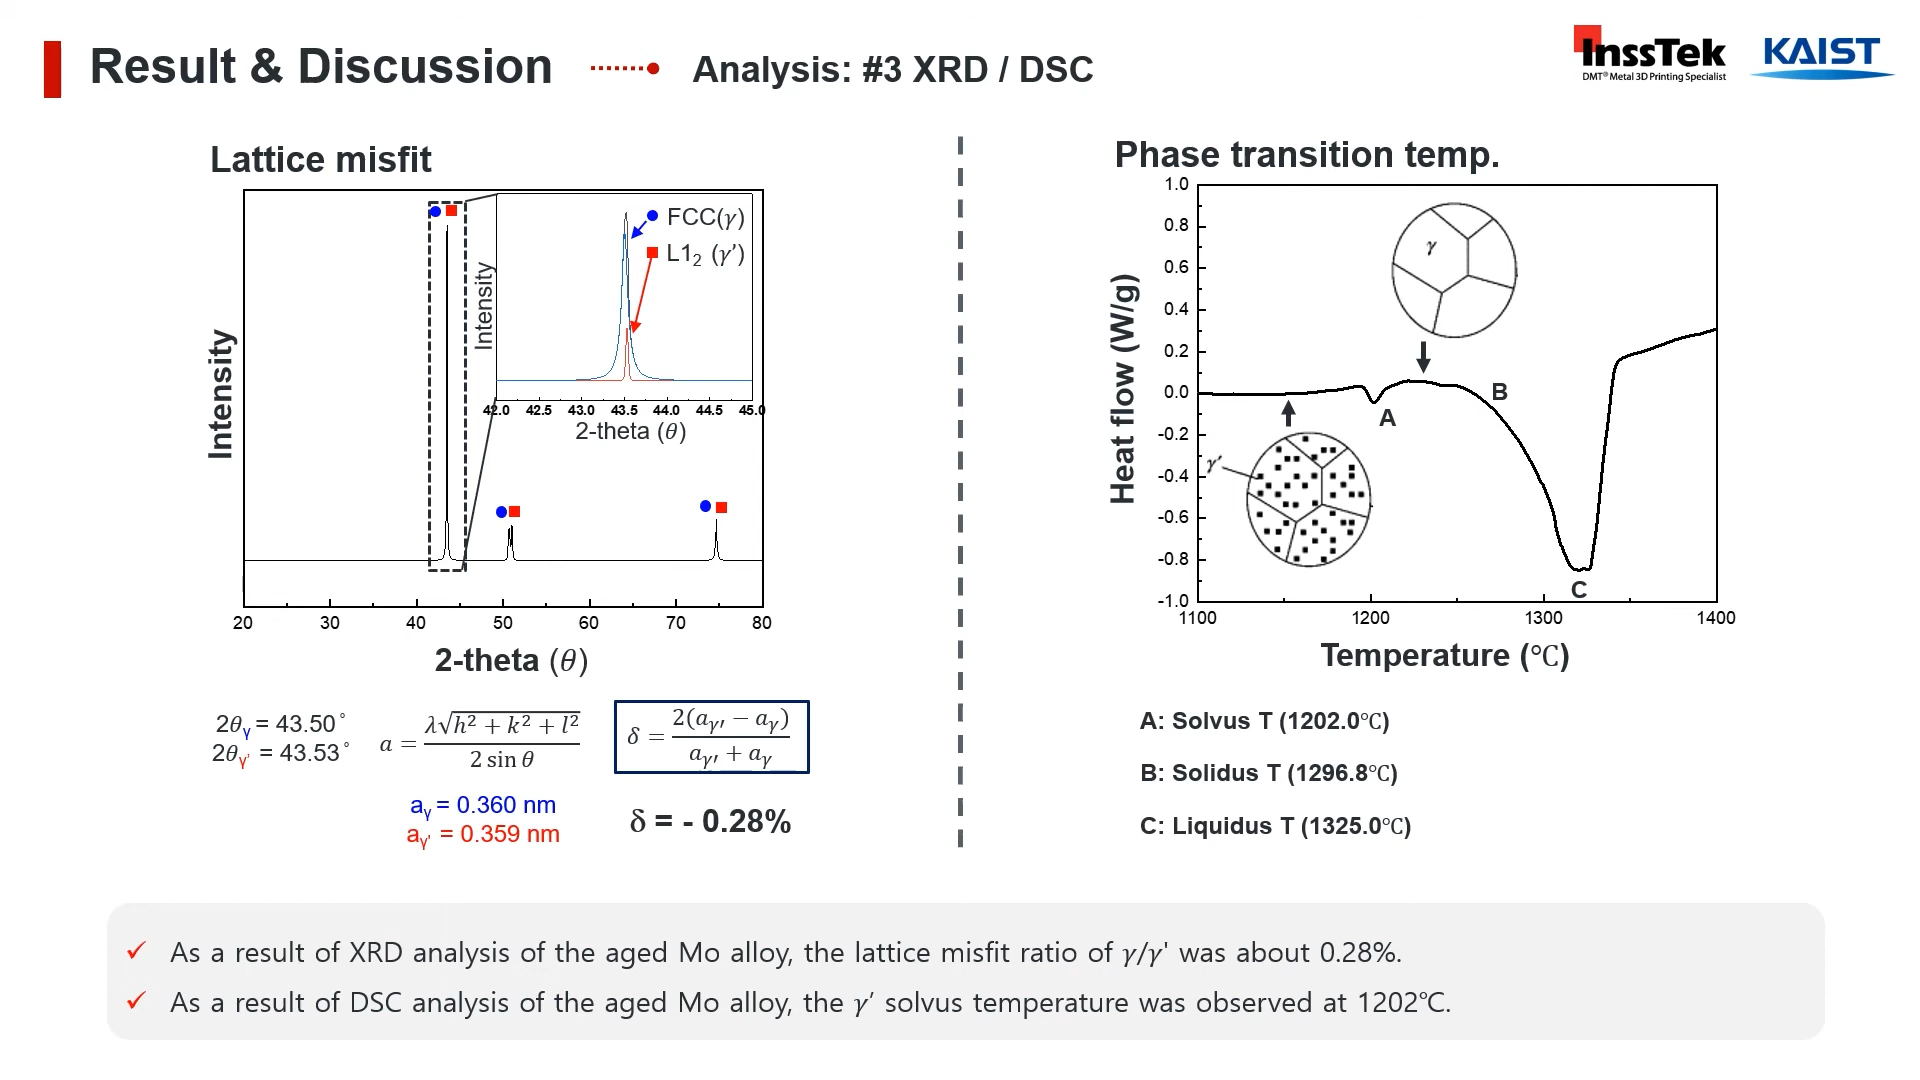 Result & Discussion
Analysis: #3 XRD / DSC
InssTek
DMT® Metal 3D Printing Specialist
KAIST
Lattice misfit
Intensity
20 30 40 50 60 70 80
2-theta (θ)
Intensity
FCC(γ)
L1₂ (γ’)
42.0 42.5 43.0 43.5 44.0 44.5 45.0
2-theta (θ)
2θγ = 43.50°
2θγ' = 43.53°
a = λ√(h² + k² + l²) / 2 sin θ
δ = 2(aγ′ − aγ) / aγ′ + aγ
aγ = 0.360 nm
aγ' = 0.359 nm
δ = - 0.28%
Phase transition temp.
Heat flow (W/g)
1.0
0.8
0.6
0.4
0.2
0.0
-0.2
-0.4
-0.6
-0.8
-1.0
1100 1200 1300 1400
Temperature (℃)
γ
γ′
A
B
C
A: Solvus T (1202.0℃)
B: Solidus T (1296.8℃)
C: Liquidus T (1325.0℃)
✓ As a result of XRD analysis of the aged Mo alloy, the lattice misfit ratio of γ/γ' was about 0.28%.
✓ As a result of DSC analysis of the aged Mo alloy, the γ’ solvus temperature was observed at 1202℃.